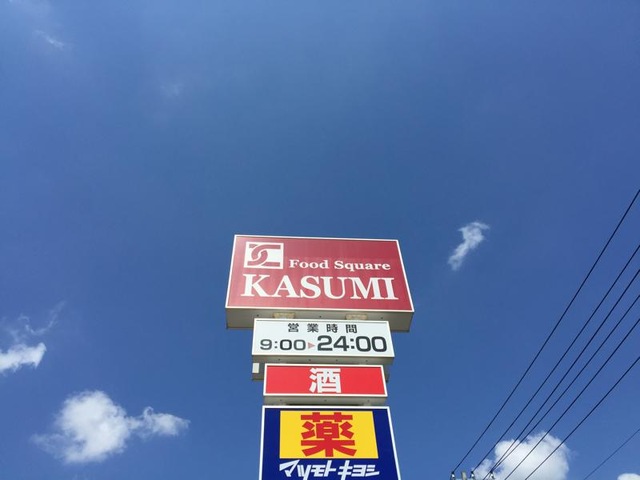 Food Square
KASUMI
営業時間
9:00▶24:00
酒
薬
マツモトキヨシ